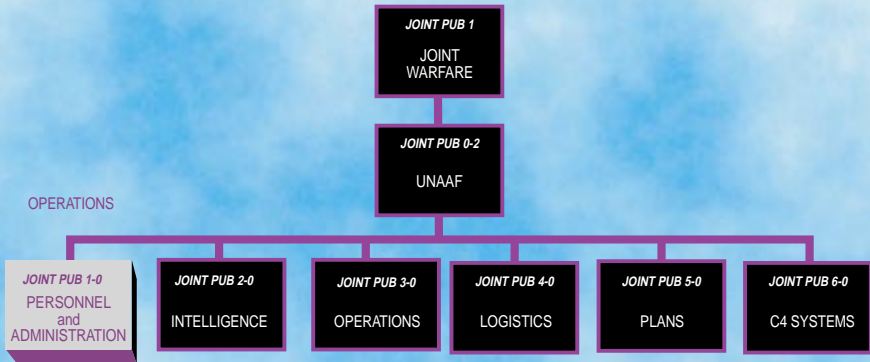 JOINT PUB 1
JOINT
WARFARE
JOINT PUB 0-2
UNAAF
OPERATIONS
JOINT PUB 1-0
PERSONNEL
and
ADMINISTRATION
JOINT PUB 2-0
INTELLIGENCE
JOINT PUB 3-0
OPERATIONS
JOINT PUB 4-0
LOGISTICS
JOINT PUB 5-0
PLANS
JOINT PUB 6-0
C4 SYSTEMS